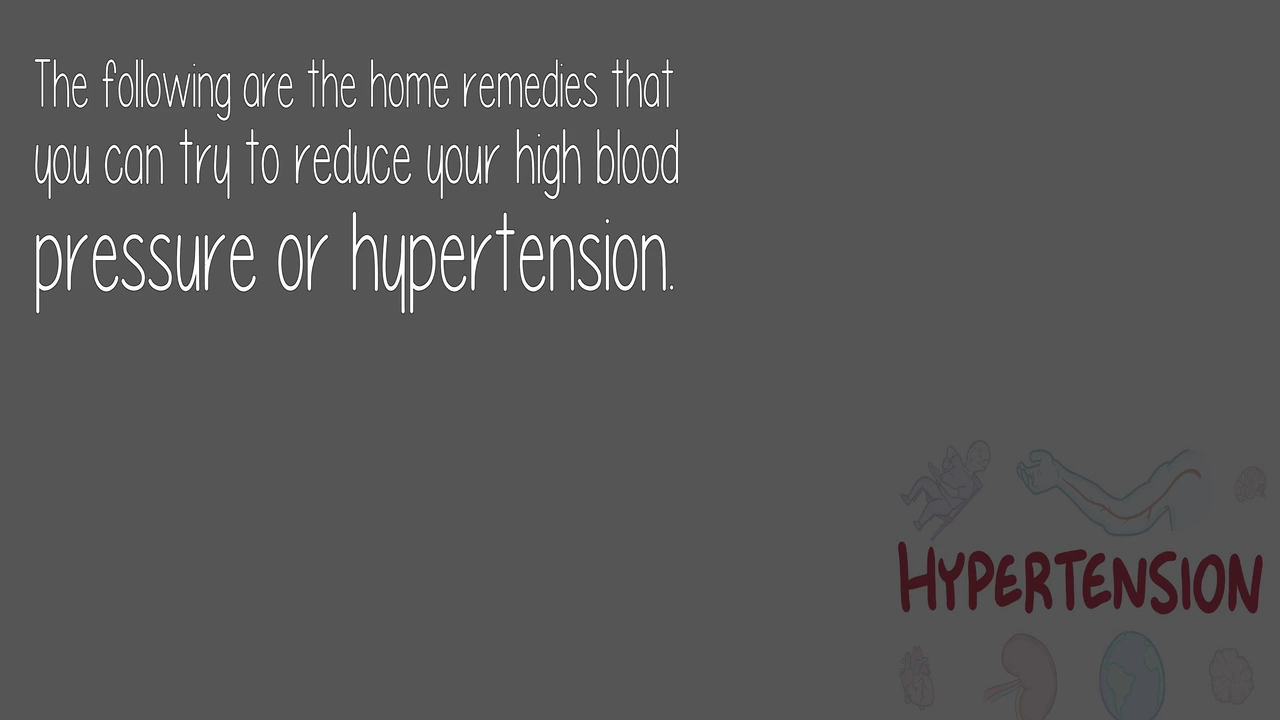 The following are the home remedies that
you can try to reduce your high blood
pressure or hypertension.
HYPERTENSION